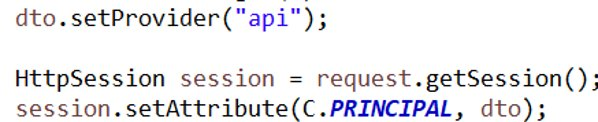 dto.setProvider("api");
HttpSession session = request.getSession();
session.setAttribute(C.PRINCIPAL, dto);